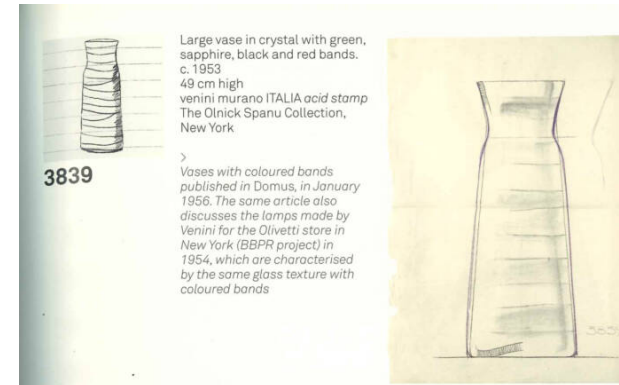 Large vase in crystal with green,
sapphire, black and red bands.
c. 1953
49 cm high
venini murano ITALIA acid stamp
The Olnick Spanu Collection,
New York
3839
>
Vases with coloured bands
published in Domus, in January
1956. The same article also
discusses the lamps made by
Venini for the Olivetti store in
New York (BBPR project) in
1954, which are characterised
by the same glass texture with
coloured bands